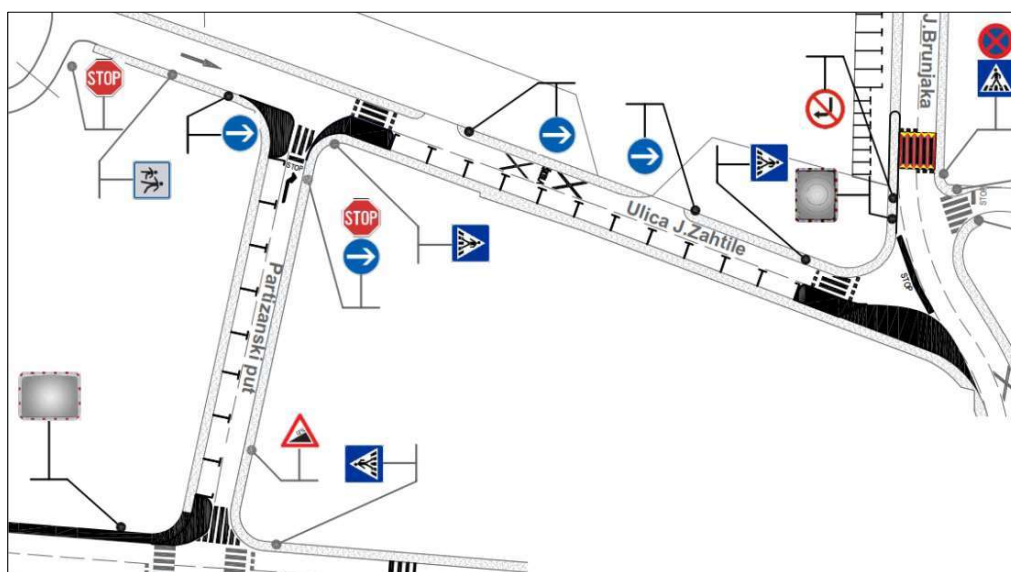 STOP
STOP
STOP
Partizanski put
Ulica J.Zahtile
STOP
J.Brunjaka
STOP